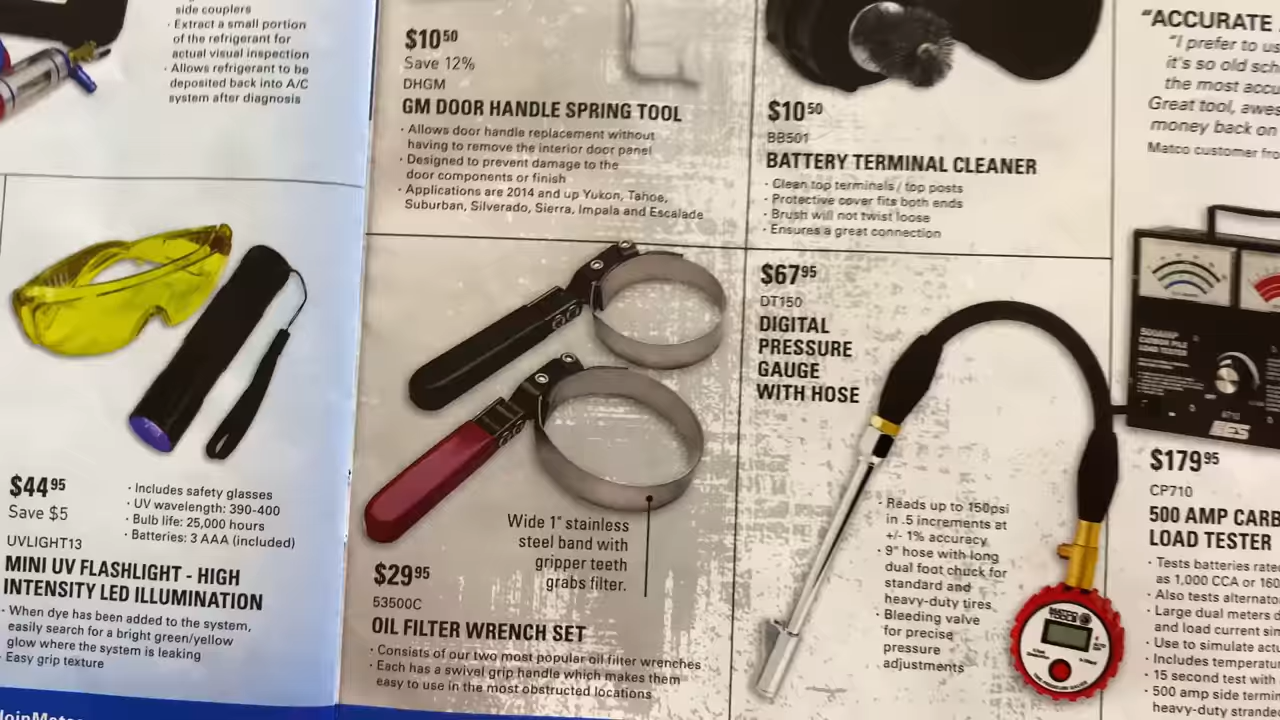 side couplers
· Extract a small portion
of the refrigerant for
actual visual inspection
· Allows refrigerant to be
deposited back into A/C
system after diagnosis
$44 95
Save $5
UVLIGHT13
· Includes safety glasses
· UV wavelength: 390-400
· Bulb life: 25,000 hours
· Batteries: 3 AAA (included)
MINI UV FLASHLIGHT - HIGH
INTENSITY LED ILLUMINATION
· When dye has been added to the system,
easily search for a bright green/yellow
glow where the system is leaking
· Easy grip texture
$10 50
Save 12%
DHGM
GM DOOR HANDLE SPRING TOOL
· Allows door handle replacement without
having to remove the interior door panel
· Designed to prevent damage to the
door components or finish
· Applications are 2014 and up Yukon, Tahoe,
Suburban, Silverado, Sierra, Impala and Escalade
Wide 1" stainless
steel band with
gripper teeth
grabs filter.
$29 95
53500C
OIL FILTER WRENCH SET
· Consists of our two most popular oil filter wrenches
· Each has a swivel grip handle which makes them
easy to use in the most obstructed locations
$10 50
BB501
BATTERY TERMINAL CLEANER
· Clean top terminals / top posts
· Protective cover fits both ends
· Brush will not twist loose
· Ensures a great connection
$67 95
DT150
DIGITAL
PRESSURE
GAUGE
WITH HOSE
· Reads up to 150psi
in .5 increments at
+/- 1% accuracy
· 9" hose with long
dual foot chuck for
standard and
heavy-duty tires
· Bleeding valve
for precise
pressure
adjustments
MATCO
TOOLS
"ACCURATE
"I prefer to us
it's so old sch
the most accu
Great tool, awes
money back on
Matco customer fro
500AMP
CARBON PILE
LOAD TESTER
$179 95
CP710
500 AMP CARB
LOAD TESTER
· Tests batteries rate
as 1,000 CCA or 160
· Also tests alternato
· Large dual meters d
and load current sim
· Use to simulate actu
· Includes temperatu
· 15 second test with
· 500 amp side termin
heavy-duty strande